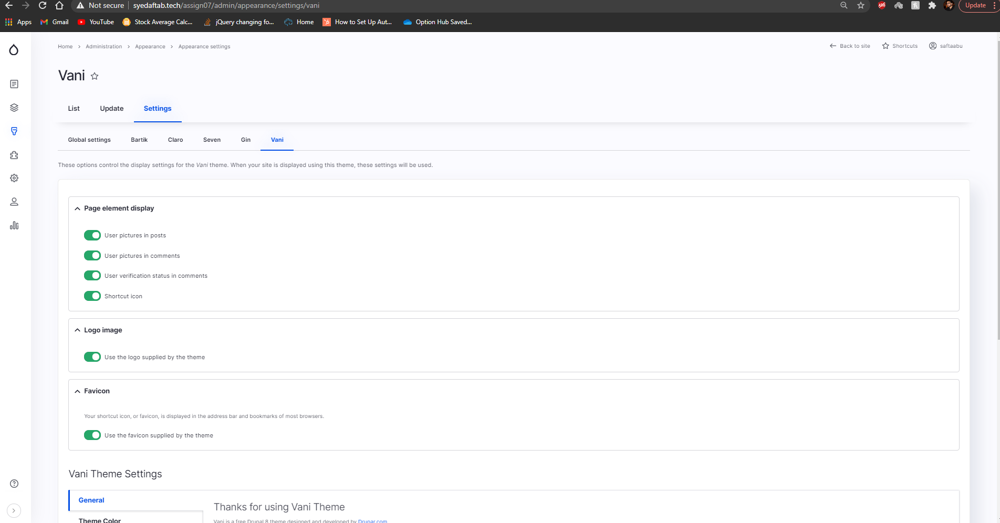 Not secure syedaftab.tech/assign07/admin/appearance/settings/vani Update
Apps Gmail YouTube Stock Average Calc... jQuery changing fo... Home How to Set Up Aut... Option Hub Saved...
Home > Administration > Appearance > Appearance settings
Back to site Shortcuts saftaabu
Vani
List Update Settings
Global settings Bartik Claro Seven Gin Vani
These options control the display settings for the Vani theme. When your site is displayed using this theme, these settings will be used.
Page element display
User pictures in posts
User pictures in comments
User verification status in comments
Shortcut icon
Logo image
Use the logo supplied by the theme
Favicon
Your shortcut icon, or favicon, is displayed in the address bar and bookmarks of most browsers.
Use the favicon supplied by the theme
Vani Theme Settings
General
Thanks for using Vani Theme
Theme Color
Vani is a free Drupal 8 theme designed and developed by Drupar.com